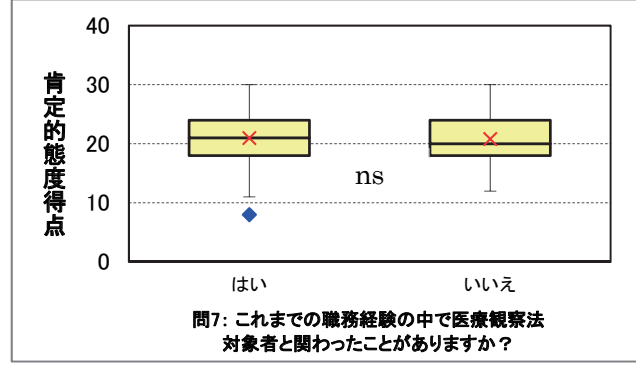 40
30
20
10
0
肯定的態度得点
ns
はい
いいえ
問7: これまでの職務経験の中で医療観察法
対象者と関わったことがありますか？